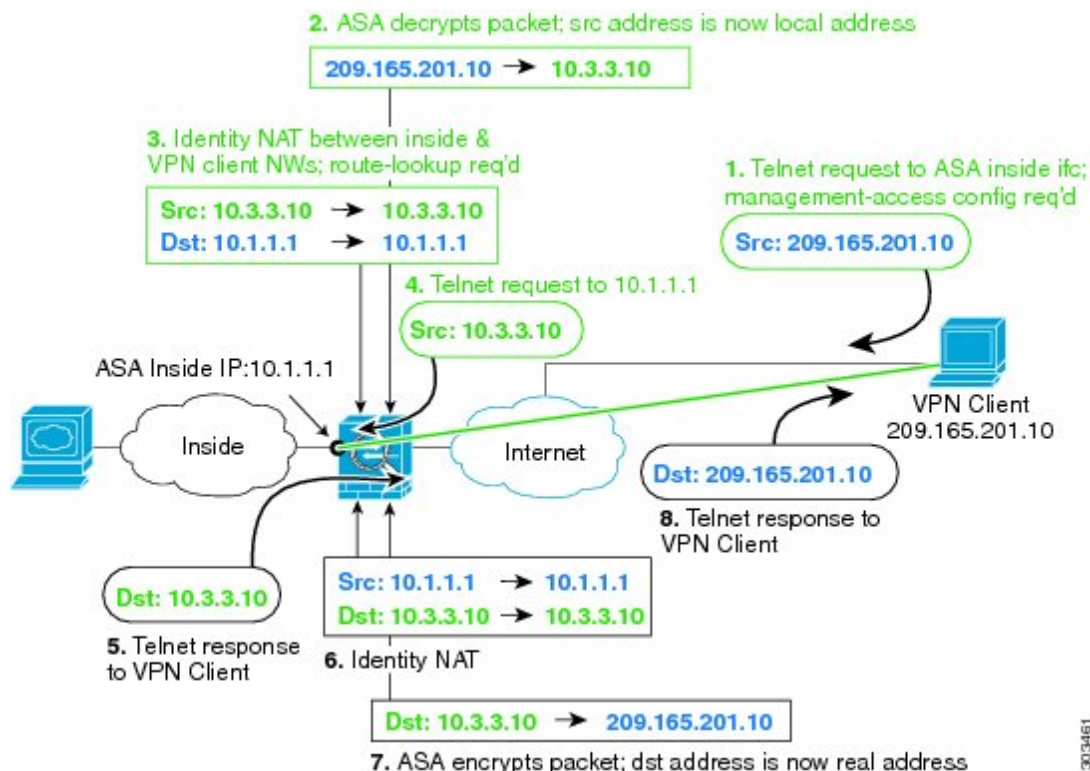 2. ASA decrypts packet; src address is now local address
209.165.201.10 → 10.3.3.10
3. Identity NAT between inside &
VPN client NWs; route-lookup req'd
Src: 10.3.3.10 → 10.3.3.10
Dst: 10.1.1.1 → 10.1.1.1
1. Telnet request to ASA inside ifc;
management-access config req'd
Src: 209.165.201.10
4. Telnet request to 10.1.1.1
Src: 10.3.3.10
ASA Inside IP:10.1.1.1
Inside
Internet
VPN Client
209.165.201.10
Dst: 209.165.201.10
8. Telnet response to
VPN Client
Dst: 10.3.3.10
5. Telnet response
to VPN Client
Src: 10.1.1.1 → 10.1.1.1
Dst: 10.3.3.10 → 10.3.3.10
6. Identity NAT
Dst: 10.3.3.10 → 209.165.201.10
7. ASA encrypts packet; dst address is now real address
303461